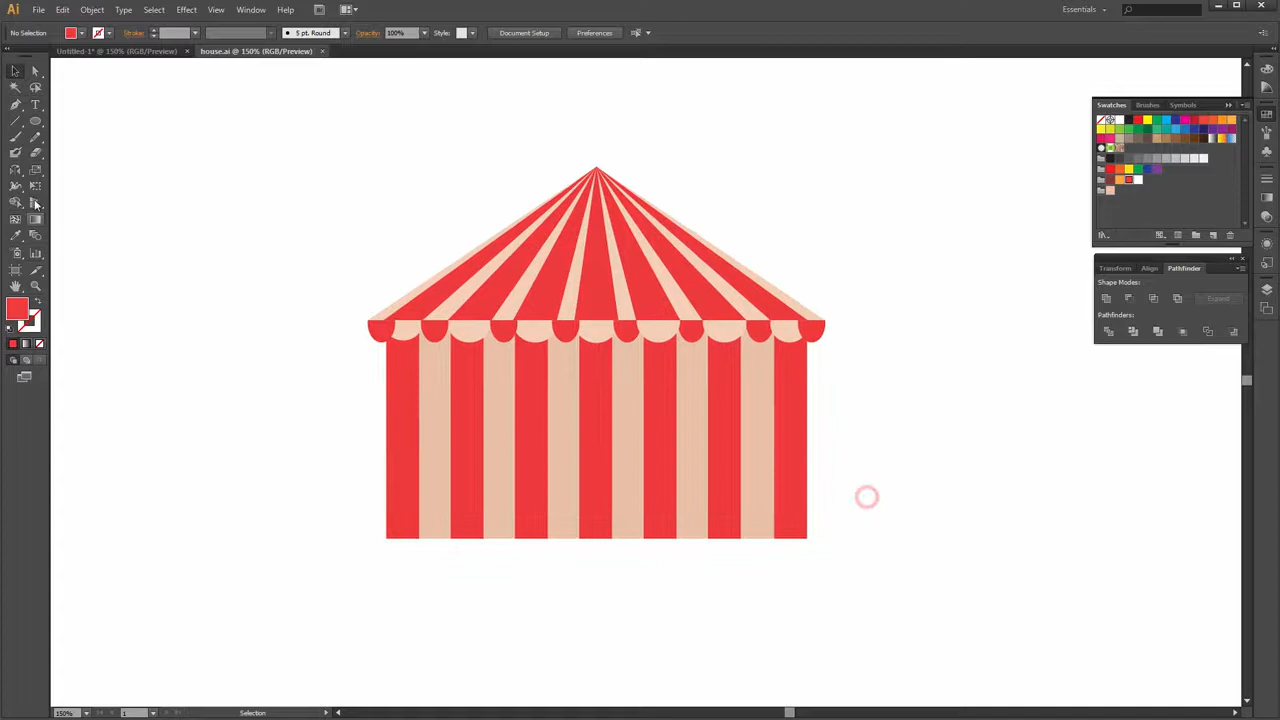 Ai File Edit Object Type Select Effect View Window Help Br Essentials
No Selection Stroke: 5 pt. Round Opacity: 100% Style: Document Setup Preferences
Untitled-1* @ 150% (RGB/Preview) × house.ai @ 150% (RGB/Preview) ×
Swatches Brushes Symbols
Transform Align Pathfinder
Shape Modes:
Expand
Pathfinders:
150% 1 Selection